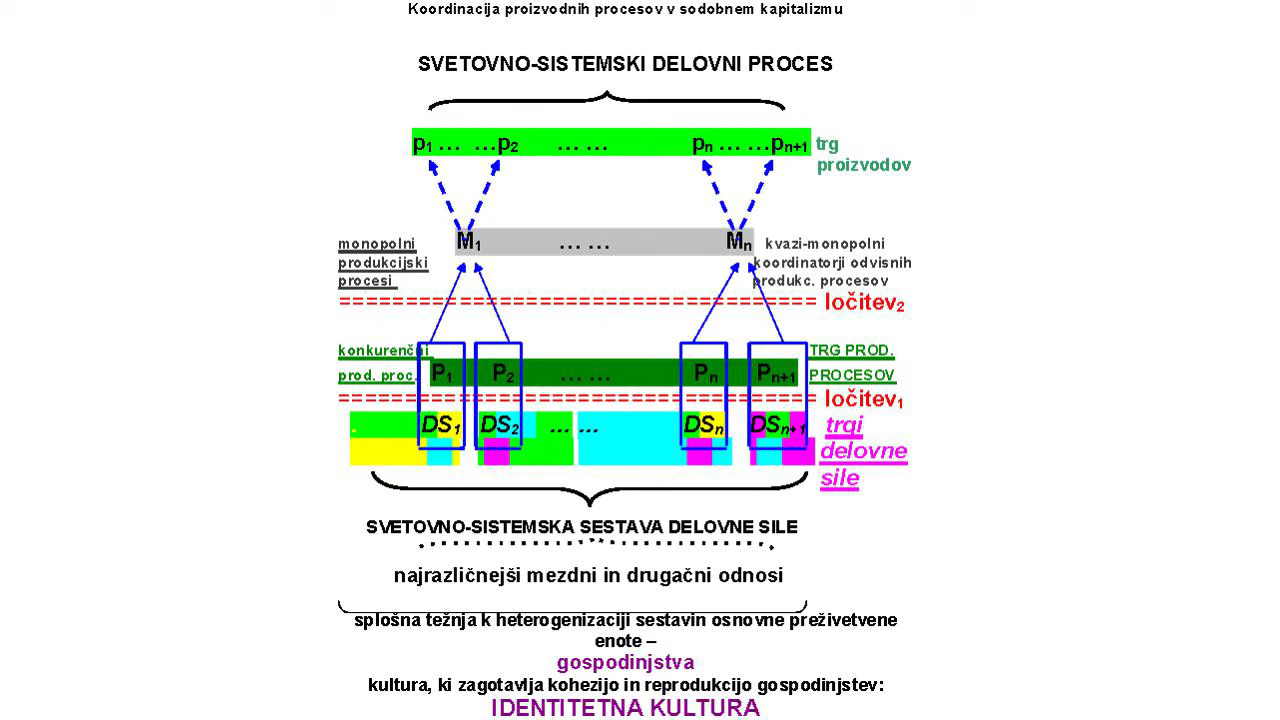 Koordinacija proizvodnih procesov v sodobnem kapitalizmu
SVETOVNO-SISTEMSKI DELOVNI PROCES
p1 … …p2 … … pn … …pn+1 trg
proizvodov
monopolni M1 … … Mn kvazi-monopolni
produkcijski koordinatorji odvisnih
procesi produkc. procesov
================================ ločitev2
konkurenčni TRG PROD.
prod. proc. P1 P2 … … Pn Pn+1 PROCESOV
================================ ločitev1
DS1 DS2 … … DSn DSn+1 trgi
delovne
sile
SVETOVNO-SISTEMSKA SESTAVA DELOVNE SILE
najrazličnejši mezdni in drugačni odnosi
splošna težnja k heterogenizaciji sestavin osnovne preživetvene
enote –
gospodinjstva
kultura, ki zagotavlja kohezijo in reprodukcijo gospodinjstev:
IDENTITETNA KULTURA